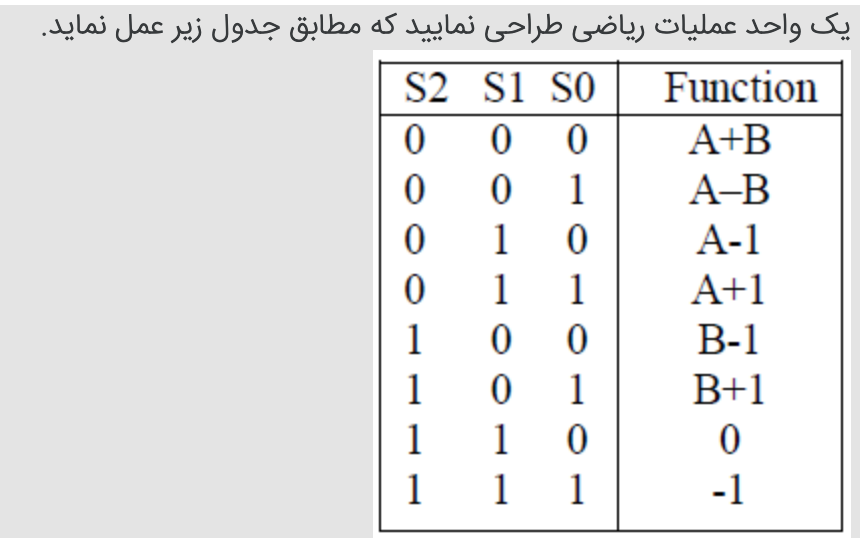 یک واحد عملیات ریاضی طراحی نمایید که مطابق جدول زیر عمل نماید.
S2 S1 S0 Function
0 0 0 A+B
0 0 1 A–B
0 1 0 A-1
0 1 1 A+1
1 0 0 B-1
1 0 1 B+1
1 1 0 0
1 1 1 -1